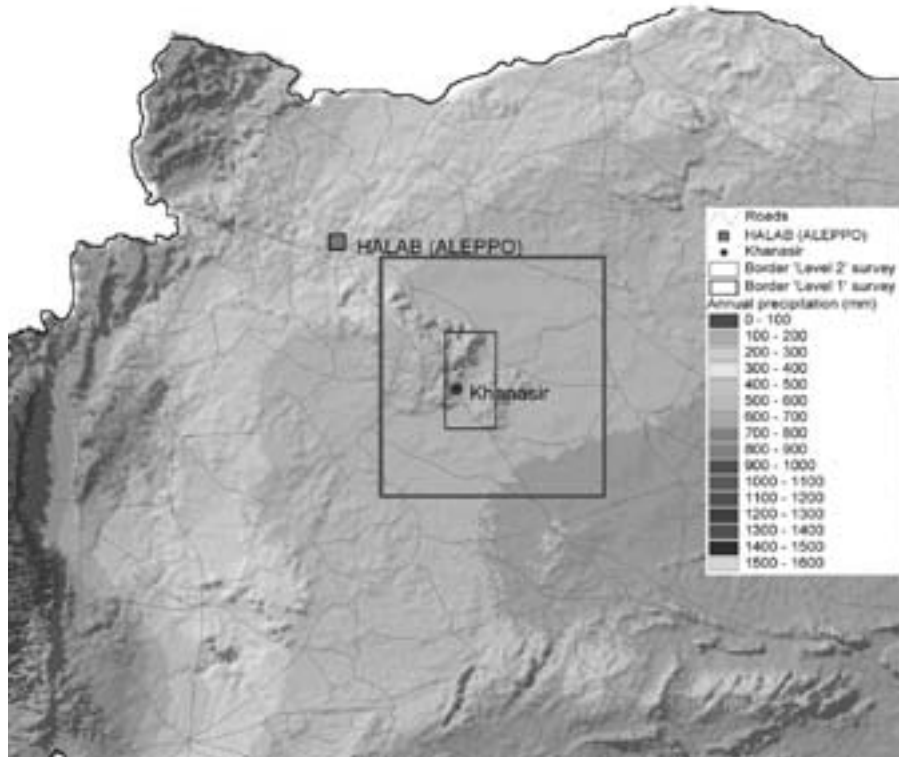 HALAB (ALEPPO)
Khanasir
Roads
HALAB (ALEPPO)
Khanasir
Border 'Level 2' survey
Border 'Level 1' survey
Annual precipitation (mm)
0 - 100
100 - 200
200 - 300
300 - 400
400 - 500
500 - 600
600 - 700
700 - 800
800 - 900
900 - 1000
1000 - 1100
1100 - 1200
1200 - 1300
1300 - 1400
1400 - 1500
1500 - 1600